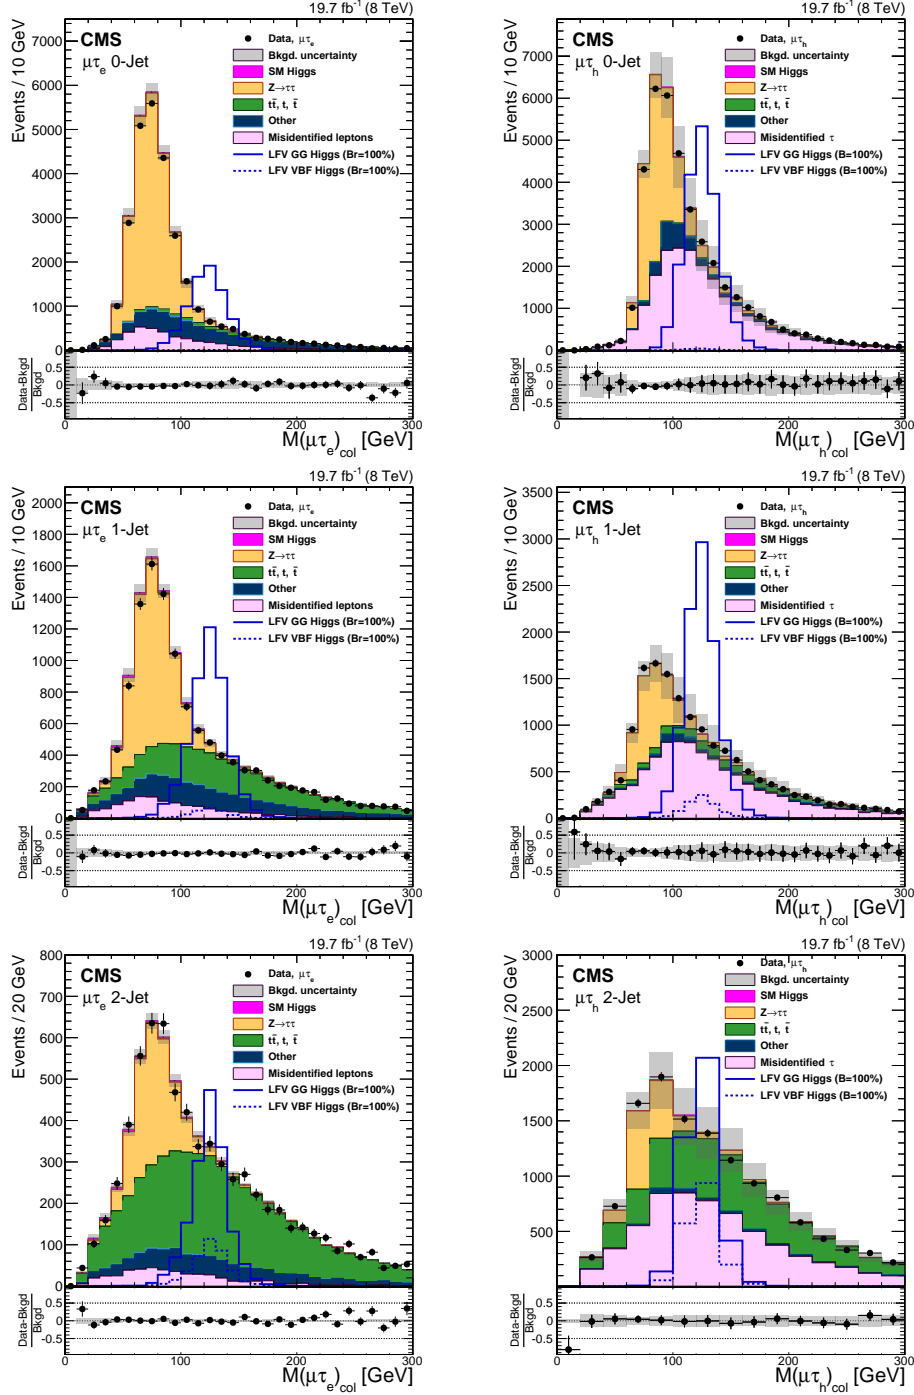 19.7 fb⁻¹ (8 TeV)
Events / 10 GeV
CMS
μτₑ 0-Jet
Data, μτₑ
Bkgd. uncertainty
SM Higgs
Z→ττ
tt̄, t, t̄
Other
Misidentified leptons
LFV GG Higgs (Br=100%)
LFV VBF Higgs (Br=100%)
7000
6000
5000
4000
3000
2000
1000
0
Data-Bkgd
Bkgd
0.5
0
-0.5
0 100 200 300
M(μτₑ)col [GeV]
19.7 fb⁻¹ (8 TeV)
Events / 10 GeV
CMS
μτₕ 0-Jet
Data, μτₕ
Bkgd. uncertainty
SM Higgs
Z→ττ
tt̄, t, t̄
Other
Misidentified τ
LFV GG Higgs (B=100%)
LFV VBF Higgs (B=100%)
7000
6000
5000
4000
3000
2000
1000
0
Data-Bkgd
Bkgd
0.5
0
-0.5
0 100 200 300
M(μτₕ)col [GeV]
19.7 fb⁻¹ (8 TeV)
Events / 10 GeV
CMS
μτₑ 1-Jet
Data, μτₑ
Bkgd. uncertainty
SM Higgs
Z→ττ
tt̄, t, t̄
Other
Misidentified leptons
LFV GG Higgs (Br=100%)
LFV VBF Higgs (Br=100%)
2000
1800
1600
1400
1200
1000
800
600
400
200
0
Data-Bkgd
Bkgd
0.5
0
-0.5
0 100 200 300
M(μτₑ)col [GeV]
19.7 fb⁻¹ (8 TeV)
Events / 10 GeV
CMS
μτₕ 1-Jet
Data, μτₕ
Bkgd. uncertainty
SM Higgs
Z→ττ
tt̄, t, t̄
Other
Misidentified τ
LFV GG Higgs (B=100%)
LFV VBF Higgs (B=100%)
3500
3000
2500
2000
1500
1000
500
0
Data-Bkgd
Bkgd
0.5
0
-0.5
0 100 200 300
M(μτₕ)col [GeV]
19.7 fb⁻¹ (8 TeV)
Events / 20 GeV
CMS
μτₑ 2-Jet
Data, μτₑ
Bkgd. uncertainty
SM Higgs
Z→ττ
tt̄, t, t̄
Other
Misidentified leptons
LFV GG Higgs (Br=100%)
LFV VBF Higgs (Br=100%)
800
700
600
500
400
300
200
100
0
Data-Bkgd
Bkgd
0.5
0
-0.5
0 100 200 300
M(μτₑ)col [GeV]
19.7 fb⁻¹ (8 TeV)
Events / 20 GeV
CMS
μτₕ 2-Jet
Data, μτₕ
Bkgd. uncertainty
SM Higgs
Z→ττ
tt̄, t, t̄
Other
Misidentified τ
LFV GG Higgs (B=100%)
LFV VBF Higgs (B=100%)
3000
2500
2000
1500
1000
500
Data-Bkgd
Bkgd
0.5
0
-0.5
0 100 200 300
M(μτₕ)col [GeV]